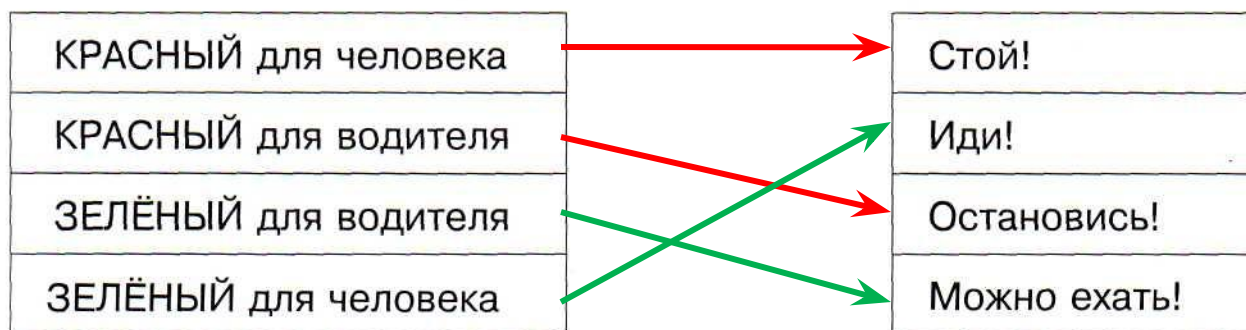 КРАСНЫЙ для человека
Стой!
КРАСНЫЙ для водителя
Иди!
ЗЕЛЁНЫЙ для водителя
Остановись!
ЗЕЛЁНЫЙ для человека
Можно ехать!